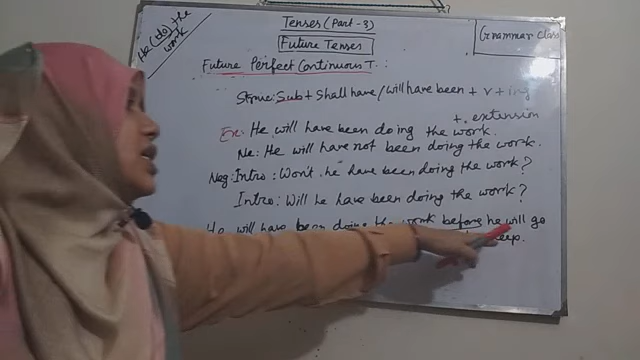 He (do) the
work
Tenses (Part-3)
Grammar Class
Future Tenses
Future Perfect Continuous T.:
Sub + Shall have / will have been + v + ing
+ extension
Ex: He will have been doing the work.
Ne: He will have not been doing the work.
Neg: Intro: Won't he have been doing the work?
Intro: Will he have been doing the work?
He will have been doing the work before he will go